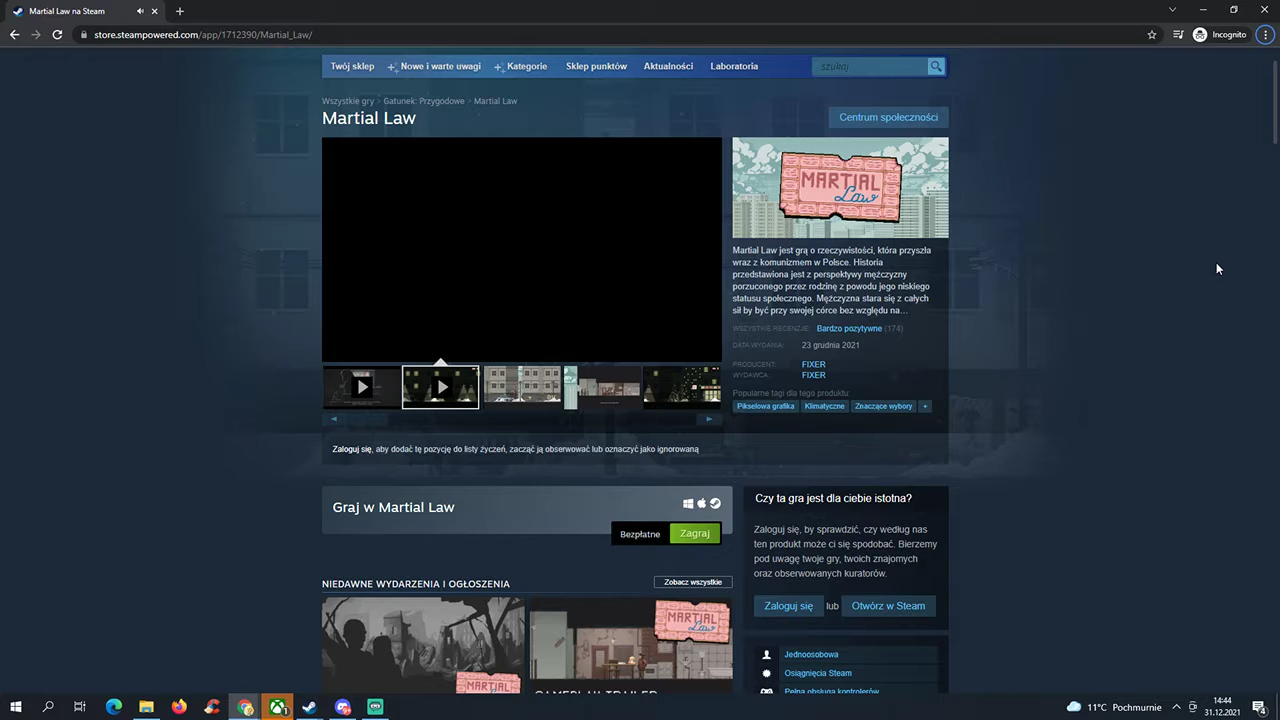 Martial Law na Steam
store.steampowered.com/app/1712390/Martial_Law/
Incognito
Twój sklep
Nowe i warte uwagi
Kategorie
Sklep punktów
Aktualności
Laboratoria
szukaj
Wszystkie gry > Gatunek: Przygodowe > Martial Law
Martial Law
Centrum społeczności
MARTIAL
Law
Martial Law jest grą o rzeczywistości, która przyszła
wraz z komunizmem w Polsce. Historia
przedstawiona jest z perspektywy mężczyzny
porzuconego przez rodzinę z powodu jego niskiego
statusu społecznego. Mężczyzna stara się z całych
sił by być przy swojej córce bez względu na...
WSZYSTKIE RECENZJE: Bardzo pozytywne (174)
DATA WYDANIA: 23 grudnia 2021
PRODUCENT: FIXER
WYDAWCA: FIXER
Popularne tagi dla tego produktu:
Pikselowa grafika Klimatyczne Znaczące wybory +
Zaloguj się, aby dodać tę pozycję do listy życzeń, zacząć ją obserwować lub oznaczyć jako ignorowaną
Graj w Martial Law
Bezpłatne Zagraj
Czy ta gra jest dla ciebie istotna?
Zaloguj się, by sprawdzić, czy według nas
ten produkt może ci się spodobać. Bierzemy
pod uwagę twoje gry, twoich znajomych
oraz obserwowanych kuratorów.
Zaloguj się lub Otwórz w Steam
NIEDAWNE WYDARZENIA I OGŁOSZENIA
Zobacz wszystkie
MARTIAL
Law
MARTIAL
GAMEPLAY TRAILER
Jednoosobowa
Osiągnięcia Steam
Pełna obsługa kontrolerów
11°C Pochmurnie
14:44
31.12.2021
4